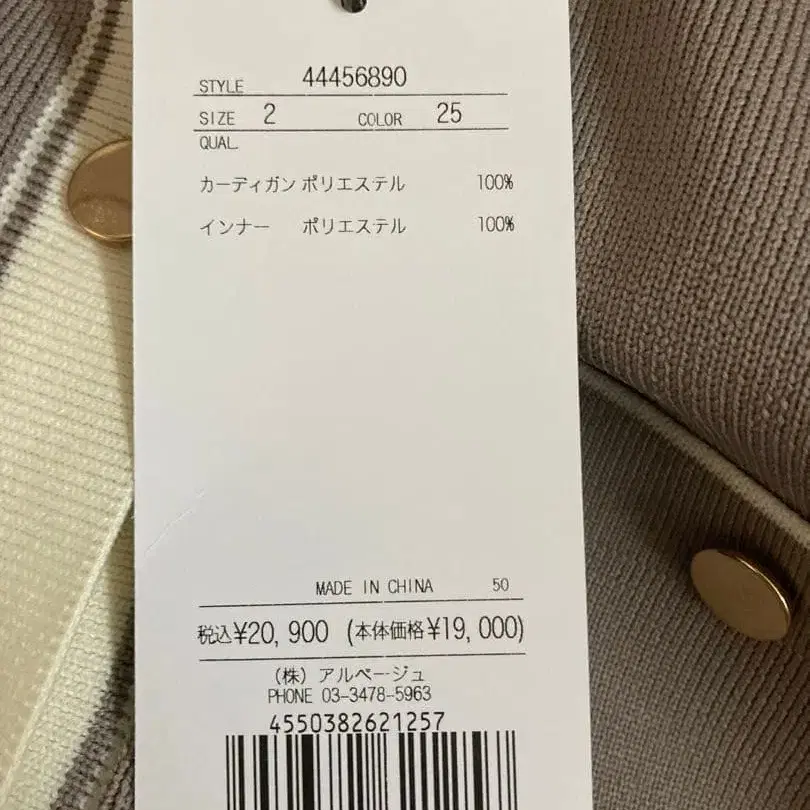 STYLE 44456890
SIZE 2 COLOR 25
QUAL
カーディガン ポリエステル 100%
インナー ポリエステル 100%
MADE IN CHINA 50
税込¥20,900 (本体価格¥19,000)
(株) アルページュ
PHONE 03-3478-5963
4550382621257